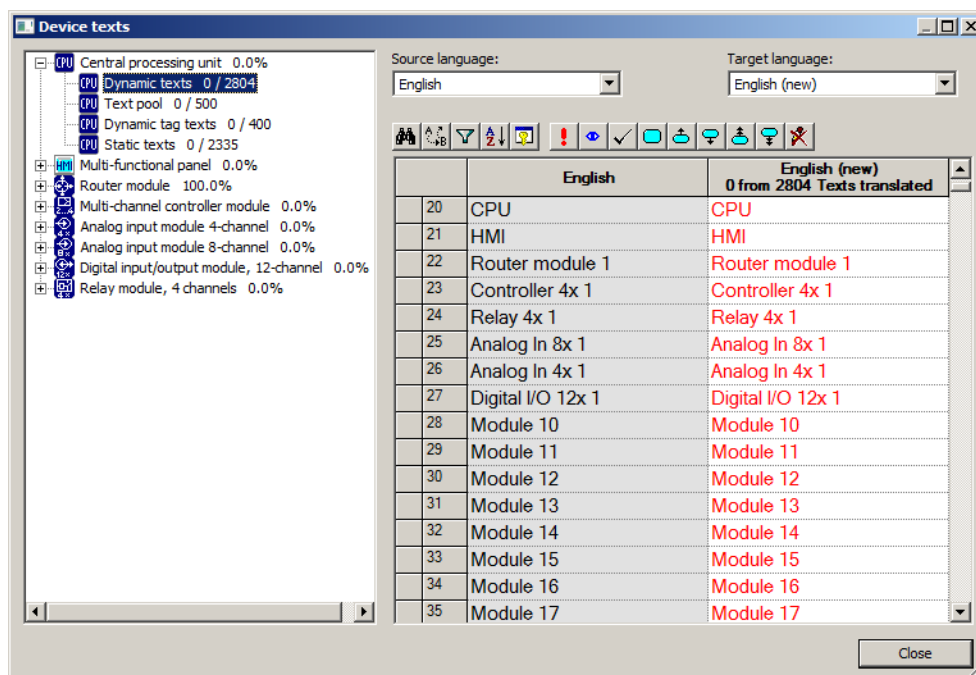 Device texts
Central processing unit 0.0%
Dynamic texts 0 / 2804
Text pool 0 / 500
Dynamic tag texts 0 / 400
Static texts 0 / 2335
Multi-functional panel 0.0%
Router module 100.0%
Multi-channel controller module 0.0%
Analog input module 4-channel 0.0%
Analog input module 8-channel 0.0%
Digital input/output module, 12-channel 0.0%
Relay module, 4 channels 0.0%
Source language:
Target language:
English
English (new)
English
English (new)
0 from 2804 Texts translated
20 CPU CPU
21 HMI HMI
22 Router module 1 Router module 1
23 Controller 4x 1 Controller 4x 1
24 Relay 4x 1 Relay 4x 1
25 Analog In 8x 1 Analog In 8x 1
26 Analog In 4x 1 Analog In 4x 1
27 Digital I/O 12x 1 Digital I/O 12x 1
28 Module 10 Module 10
29 Module 11 Module 11
30 Module 12 Module 12
31 Module 13 Module 13
32 Module 14 Module 14
33 Module 15 Module 15
34 Module 16 Module 16
35 Module 17 Module 17
Close